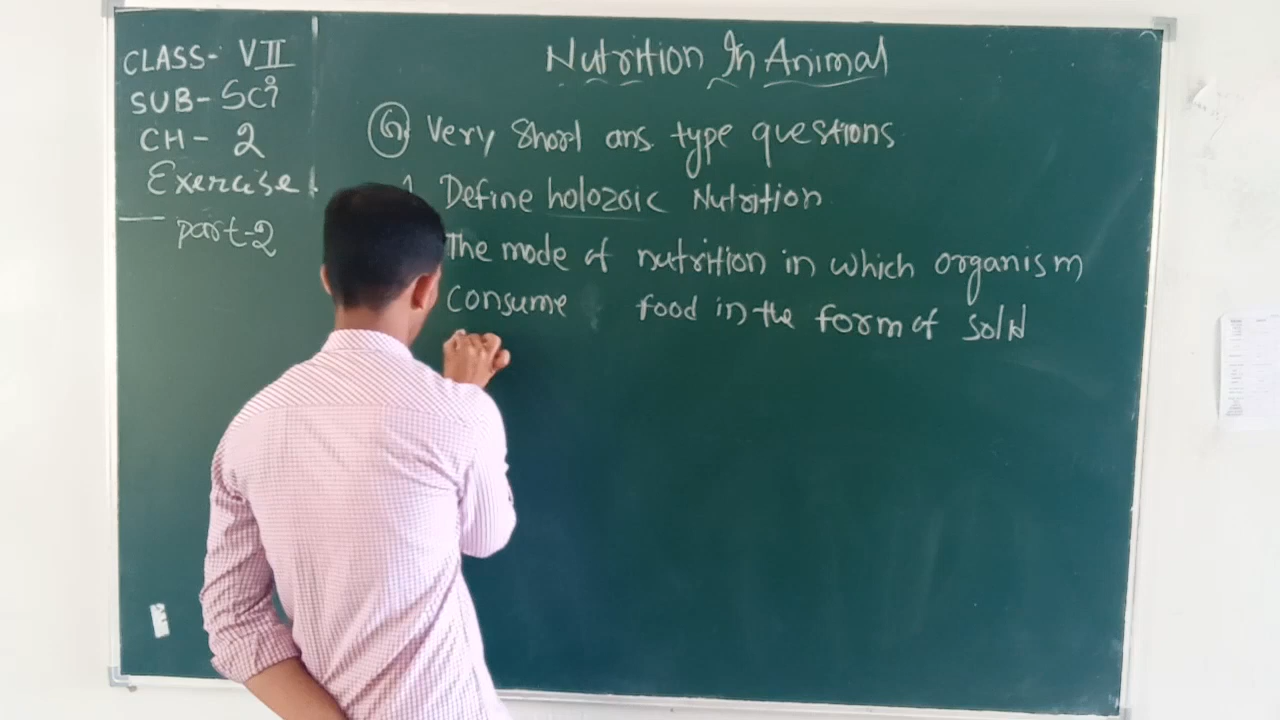 CLASS- VII
SUB- Sci
CH- 2
Exercise
part-2
Nutrition In Animal
Very Short ans. type questions
Define holozoic Nutrition
The mode of nutrition in which organism
Consume food in the form of solid